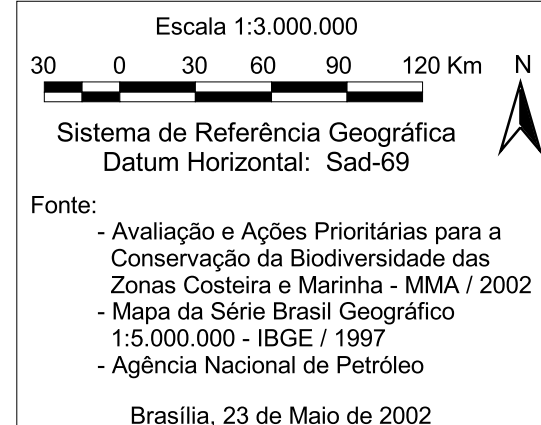 Escala 1:3.000.000
30 0 30 60 90 120 Km N
Sistema de Referência Geográfica
Datum Horizontal: Sad-69
Fonte:
- Avaliação e Ações Prioritárias para a
Conservação da Biodiversidade das
Zonas Costeira e Marinha - MMA / 2002
- Mapa da Série Brasil Geográfico
1:5.000.000 - IBGE / 1997
- Agência Nacional de Petróleo
Brasília, 23 de Maio de 2002